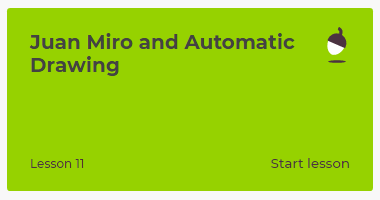 Juan Miro and Automatic
Drawing
Lesson 11
Start lesson